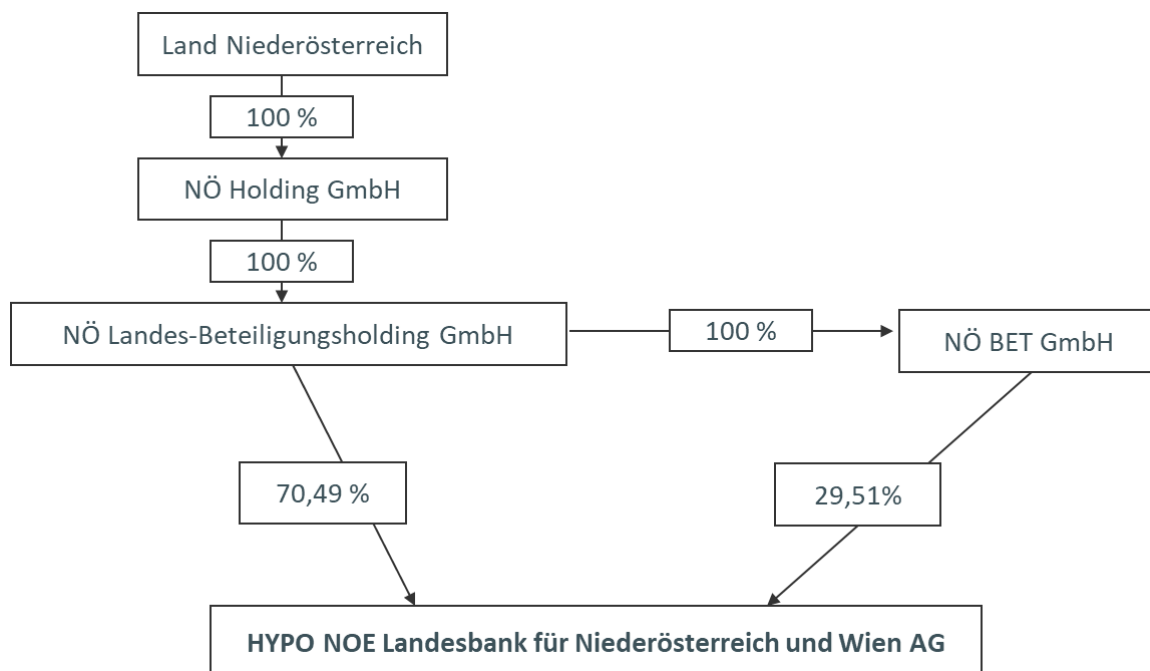 Land Niederösterreich
100 %
NÖ Holding GmbH
100 %
NÖ Landes-Beteiligungsholding GmbH
100 %
NÖ BET GmbH
70,49 %
29,51%
HYPO NOE Landesbank für Niederösterreich und Wien AG